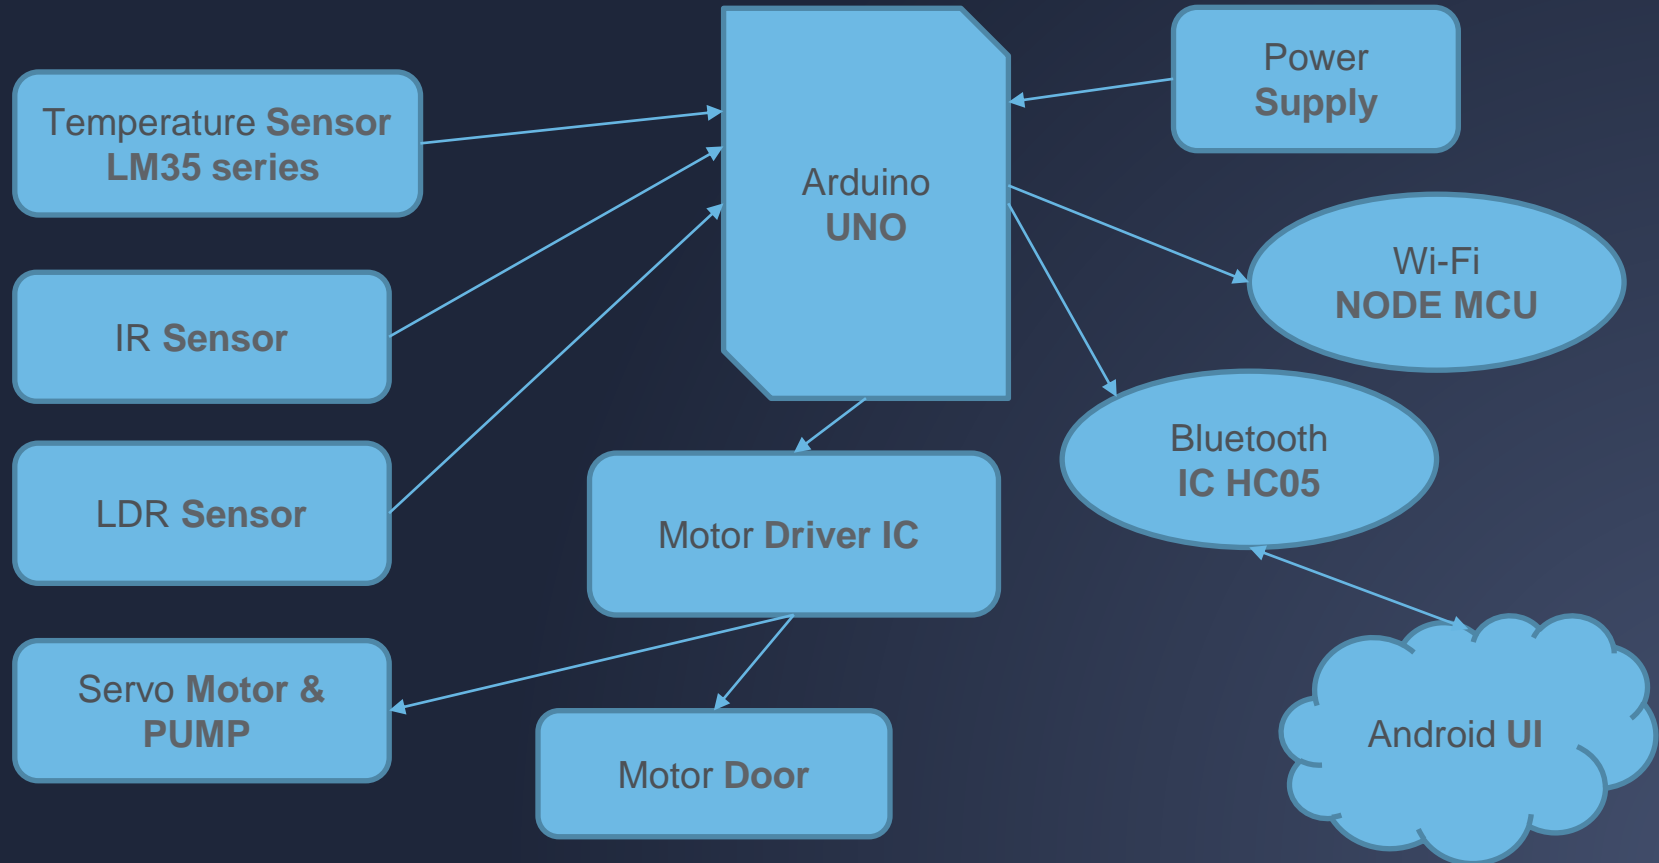 Temperature Sensor
LM35 series
IR Sensor
LDR Sensor
Servo Motor &
PUMP
Arduino
UNO
Motor Driver IC
Motor Door
Power
Supply
Wi-Fi
NODE MCU
Bluetooth
IC HC05
Android UI